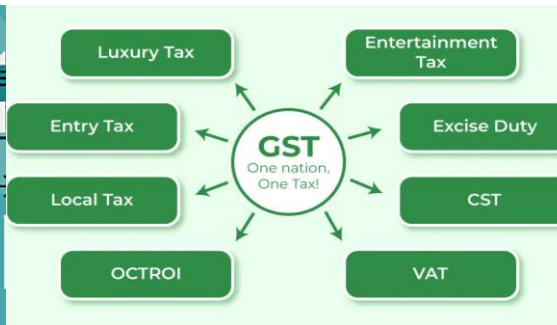 Luxury Tax
Entertainment
Tax
Entry Tax
GST
One nation,
One Tax!
Excise Duty
Local Tax
CST
OCTROI
VAT